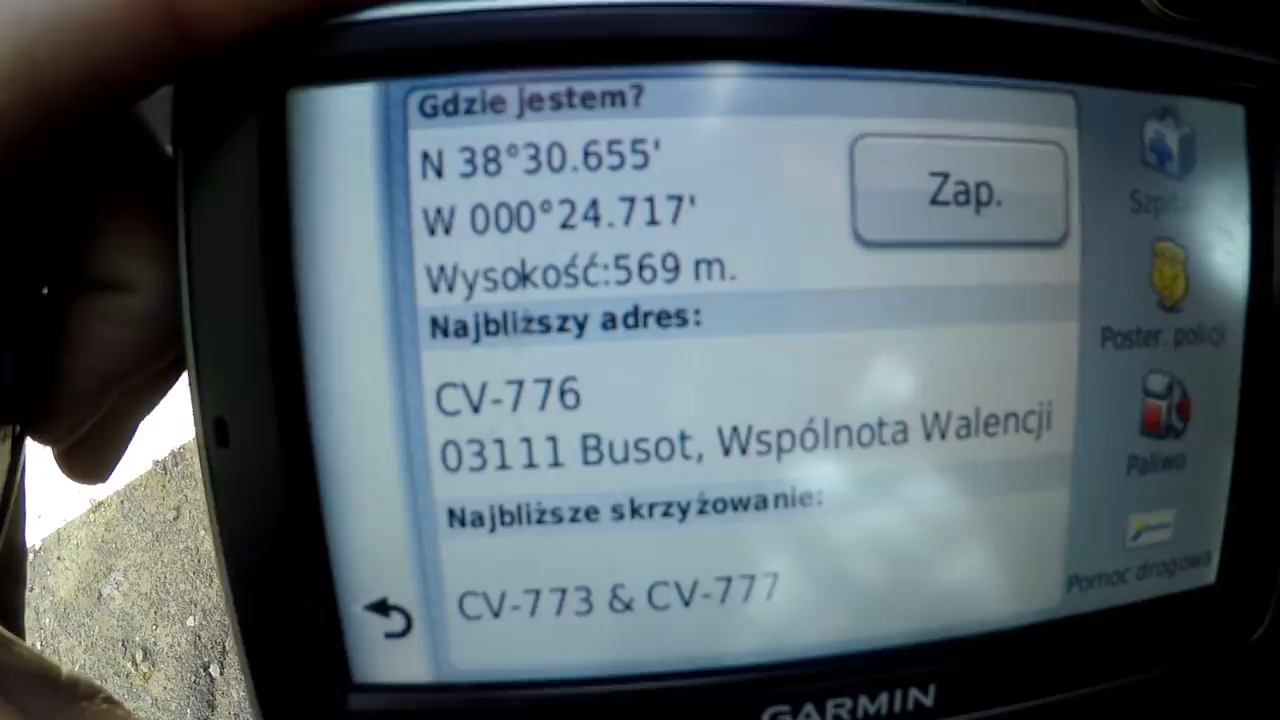 Gdzie jestem?
N 38°30.655'
W 000°24.717'
Wysokość:569 m.
Zap.
Najbliższy adres:
CV-776
03111 Busot, Wspólnota Walencji
Najbliższe skrzyżowanie:
CV-773 & CV-777
Poster. policji
Paliwo
Pomoc drogowa
GARMIN